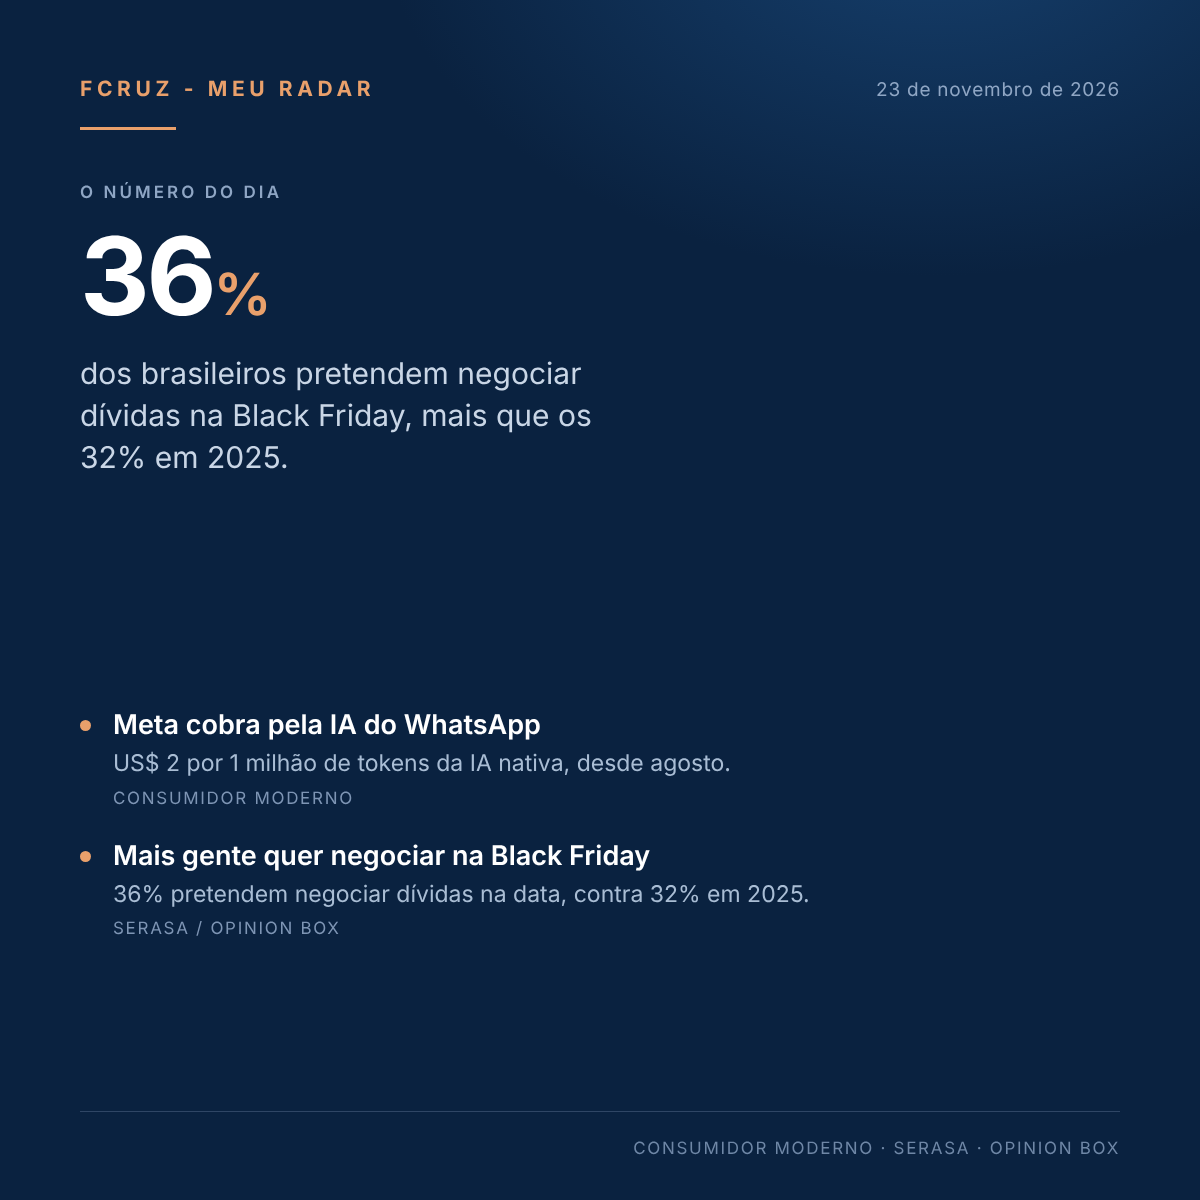 FCRUZ - MEU RADAR
23 de novembro de 2026
O NÚMERO DO DIA
36%
dos brasileiros pretendem negociar
dívidas na Black Friday, mais que os
32% em 2025.
Meta cobra pela IA do WhatsApp
US$ 2 por 1 milhão de tokens da IA nativa, desde agosto.
CONSUMIDOR MODERNO
Mais gente quer negociar na Black Friday
36% pretendem negociar dívidas na data, contra 32% em 2025.
SERASA / OPINION BOX
CONSUMIDOR MODERNO · SERASA · OPINION BOX